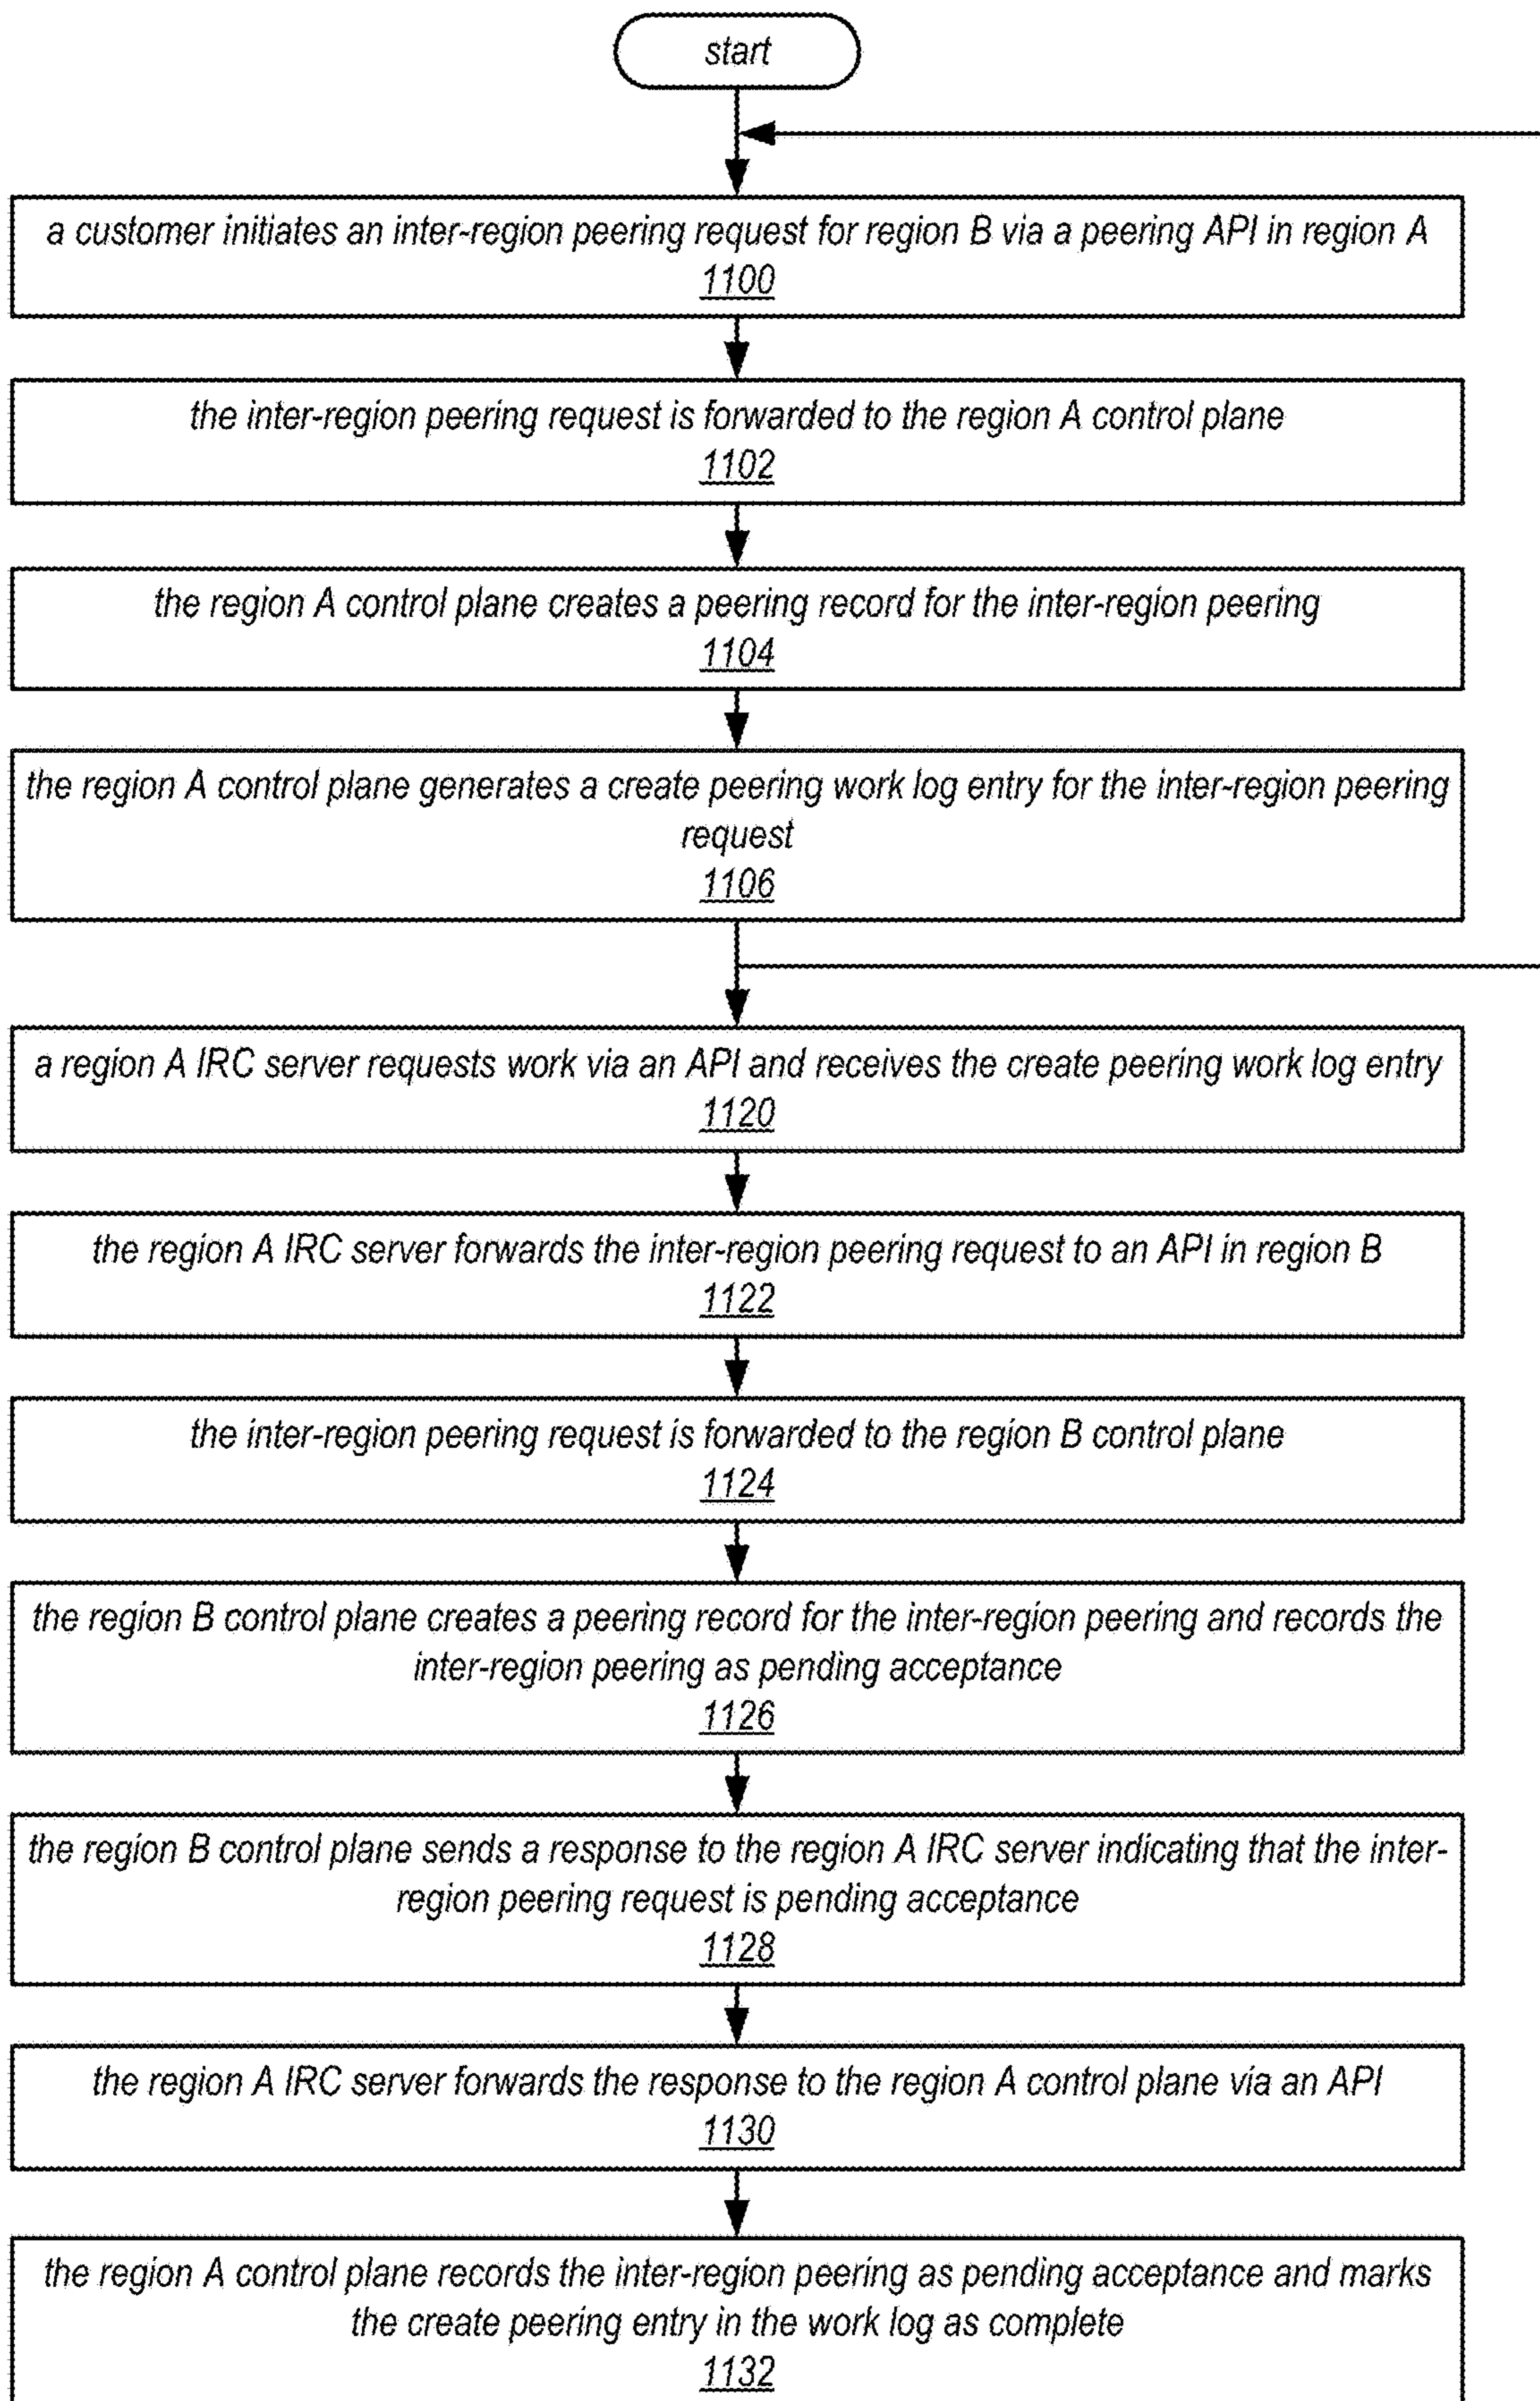 start
a customer initiates an inter-region peering request for region B via a peering API in region A
1100
the inter-region peering request is forwarded to the region A control plane
1102
the region A control plane creates a peering record for the inter-region peering
1104
the region A control plane generates a create peering work log entry for the inter-region peering
request
1106
a region A IRC server requests work via an API and receives the create peering work log entry
1120
the region A IRC server forwards the inter-region peering request to an API in region B
1122
the inter-region peering request is forwarded to the region B control plane
1124
the region B control plane creates a peering record for the inter-region peering and records the
inter-region peering as pending acceptance
1126
the region B control plane sends a response to the region A IRC server indicating that the inter-
region peering request is pending acceptance
1128
the region A IRC server forwards the response to the region A control plane via an API
1130
the region A control plane records the inter-region peering as pending acceptance and marks
the create peering entry in the work log as complete
1132